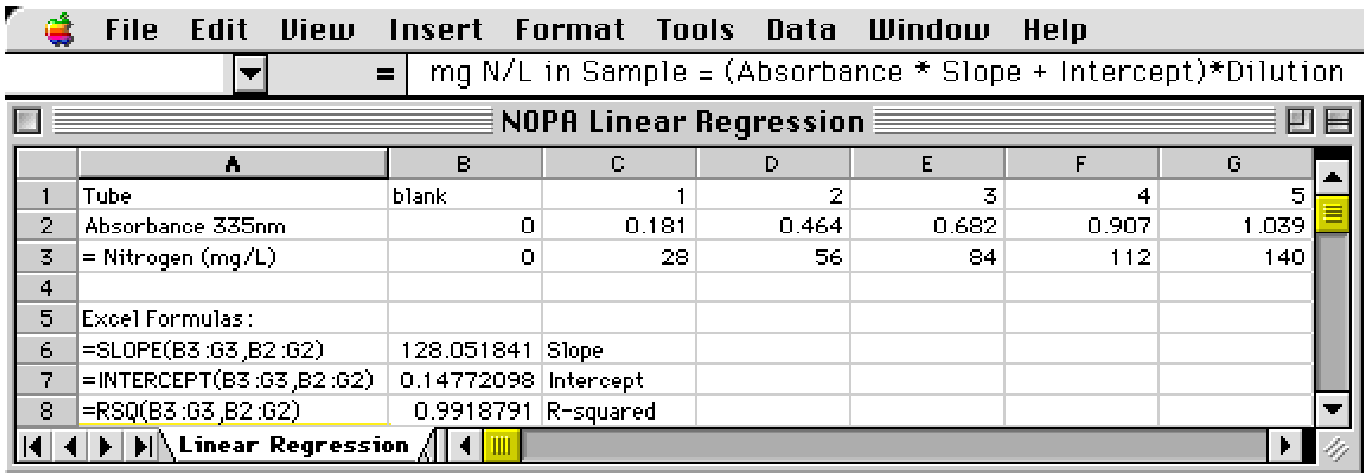 File Edit View Insert Format Tools Data Window Help
= mg N/L in Sample = (Absorbance * Slope + Intercept)*Dilution
NOPA Linear Regression
A B C D E F G
1 Tube blank 1 2 3 4 5
2 Absorbance 335nm 0 0.181 0.464 0.682 0.907 1.039
3 = Nitrogen (mg/L) 0 28 56 84 112 140
4
5 Excel Formulas:
6 =SLOPE(B3:G3,B2:G2) 128.051841 Slope
7 =INTERCEPT(B3:G3,B2:G2) 0.14772098 Intercept
8 =RSQ(B3:G3,B2:G2) 0.9918791 R-squared
Linear Regression